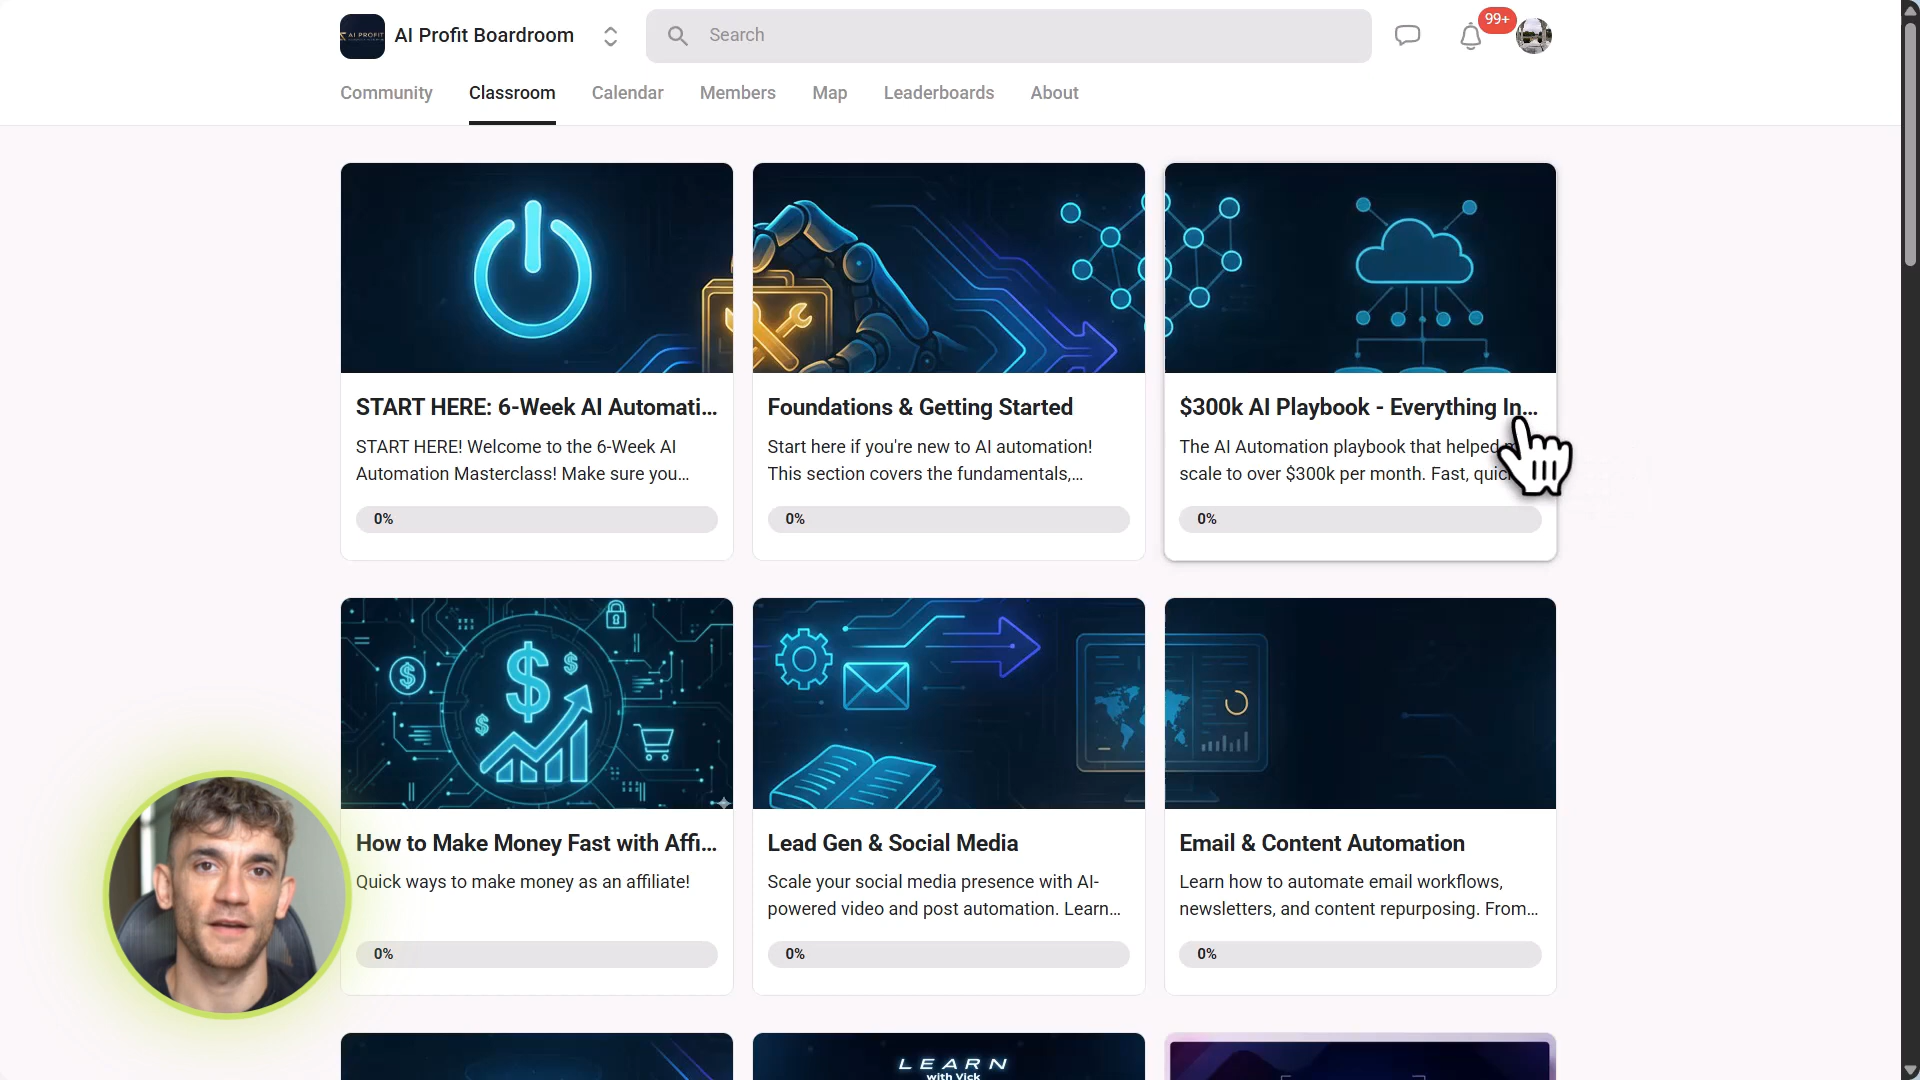 AI PROFIT
AI Profit Boardroom
Search
99+
Community
Classroom
Calendar
Members
Map
Leaderboards
About
START HERE: 6-Week AI Automati...
START HERE! Welcome to the 6-Week AI
Automation Masterclass! Make sure you...
0%
Foundations & Getting Started
Start here if you're new to AI automation!
This section covers the fundamentals,...
0%
$300k AI Playbook - Everything In...
The AI Automation playbook that helped
scale to over $300k per month. Fast,
0%
How to Make Money Fast with Affi...
Quick ways to make money as an affiliate!
0%
Lead Gen & Social Media
Scale your social media presence with AI-
powered video and post automation. Learn...
0%
Email & Content Automation
Learn how to automate email workflows,
newsletters, and content repurposing. From...
0%
LEARN
with Vick